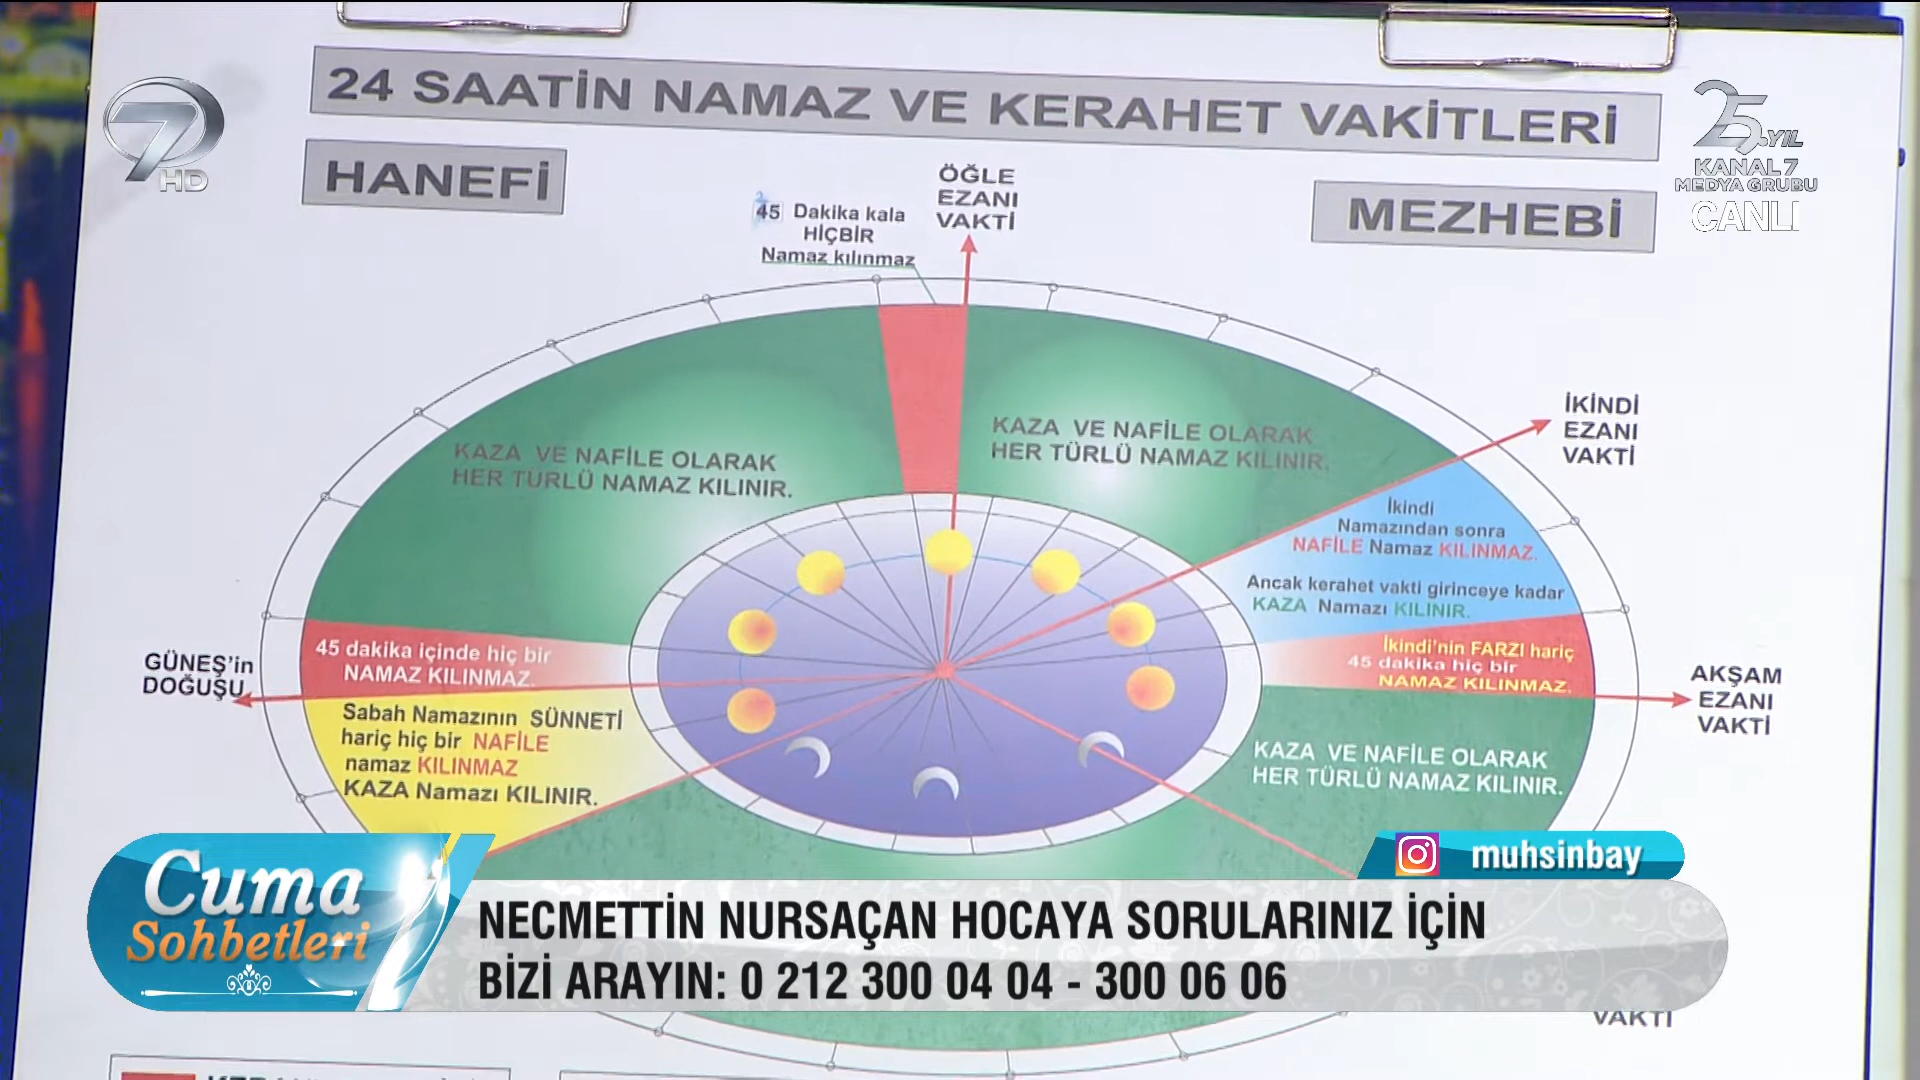 24 SAATİN NAMAZ VE KERAHET VAKİTLERİ
7
HD
25.YIL
KANAL 7
MEDYA GRUBU
CANLI
HANEFİ
MEZHEBİ
ÖĞLE
EZANI
VAKTİ
45 Dakika kala
HİÇBİR
Namaz kılınmaz
İKİNDİ
EZANI
VAKTİ
KAZA VE NAFİLE OLARAK
HER TÜRLÜ NAMAZ KILINIR.
KAZA VE NAFİLE OLARAK
HER TÜRLÜ NAMAZ KILINIR.
İkindi
Namazından sonra
NAFİLE Namaz KILINMAZ.
Ancak kerahet vakti girinceye kadar
KAZA Namazı KILINIR.
GÜNEŞ'in
DOĞUŞU
45 dakika içinde hiç bir
NAMAZ KILINMAZ.
İkindi'nin FARZI hariç
45 dakika hiç bir
NAMAZ KILINMAZ.
AKŞAM
EZANI
VAKTİ
Sabah Namazının SÜNNETİ
hariç hiç bir NAFİLE
namaz KILINMAZ
KAZA Namazı KILINIR.
KAZA VE NAFİLE OLARAK
HER TÜRLÜ NAMAZ KILINIR.
muhsinbay
Cuma
Sohbetleri
NECMETTİN NURSAÇAN HOCAYA SORULARINIZ İÇİN
BİZİ ARAYIN: 0 212 300 04 04 - 300 06 06
VAKTİ